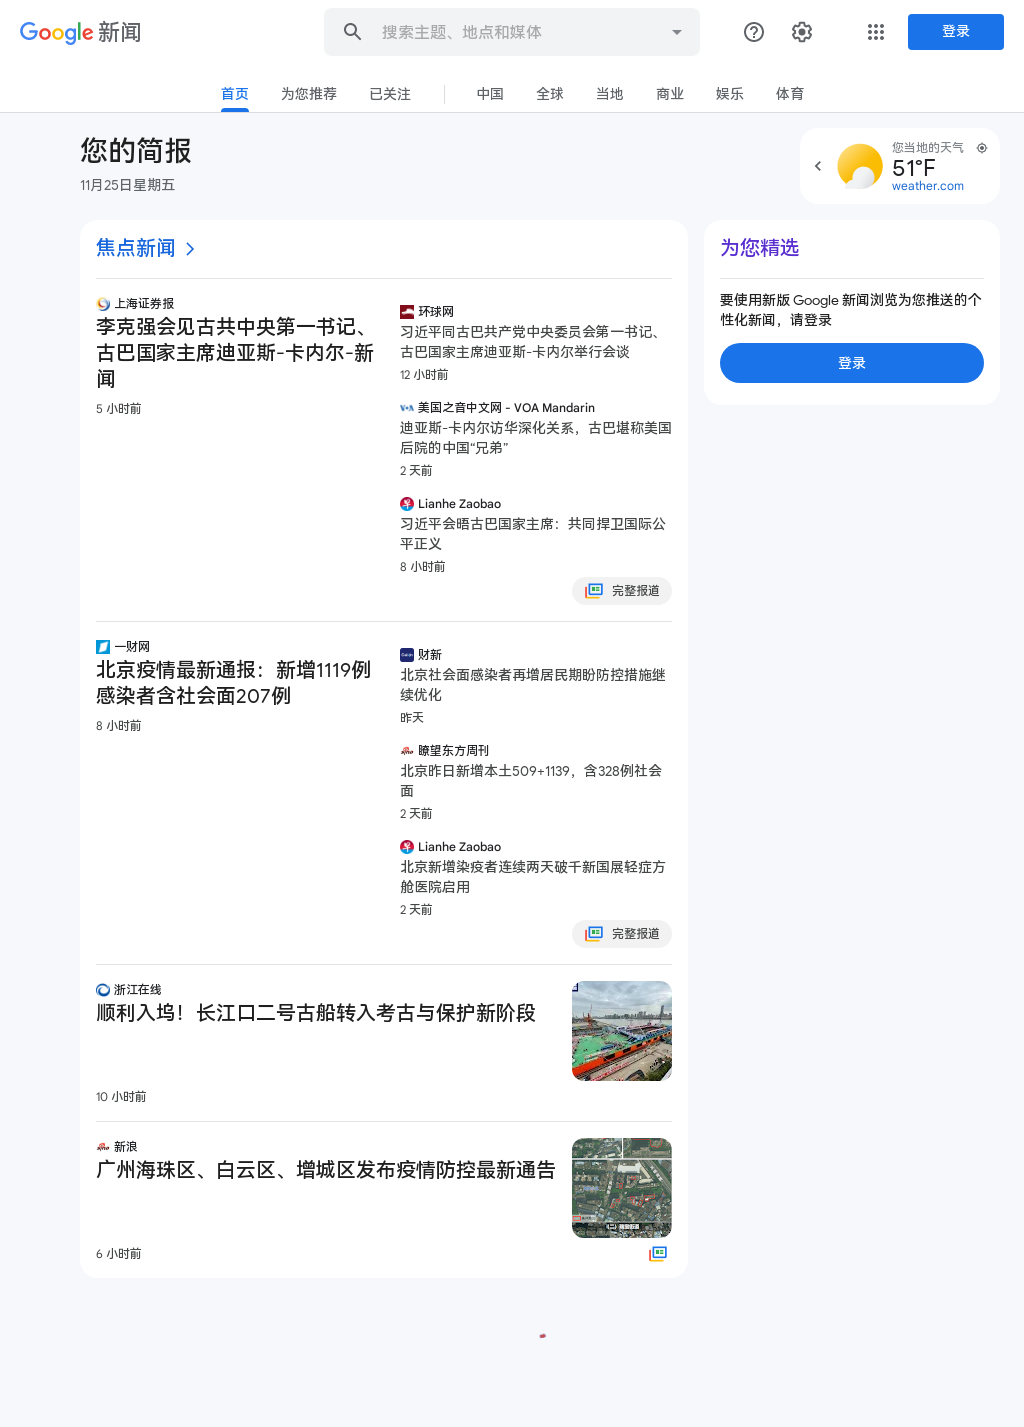 Google 新闻
搜索主题、地点和媒体
登录
首页
为您推荐
已关注
中国
全球
当地
商业
娱乐
体育
您的简报
11月25日星期五
您当地的天气
51°F
weather.com
焦点新闻
上海证券报
李克强会见古共中央第一书记、
古巴国家主席迪亚斯-卡内尔-新
闻
5 小时前
环球网
习近平同古巴共产党中央委员会第一书记、
古巴国家主席迪亚斯-卡内尔举行会谈
12 小时前
美国之音中文网 - VOA Mandarin
迪亚斯-卡内尔访华深化关系，古巴堪称美国
后院的中国“兄弟”
2 天前
Lianhe Zaobao
习近平会晤古巴国家主席：共同捍卫国际公
平正义
8 小时前
完整报道
一财网
北京疫情最新通报：新增1119例
感染者含社会面207例
8 小时前
财新
北京社会面感染者再增居民期盼防控措施继
续优化
昨天
瞭望东方周刊
北京昨日新增本土509+1139，含328例社会
面
2 天前
Lianhe Zaobao
北京新增染疫者连续两天破千新国展轻症方
舱医院启用
2 天前
完整报道
浙江在线
顺利入坞！长江口二号古船转入考古与保护新阶段
10 小时前
新浪
广州海珠区、白云区、增城区发布疫情防控最新通告
6 小时前
为您精选
要使用新版 Google 新闻浏览为您推送的个
性化新闻，请登录
登录